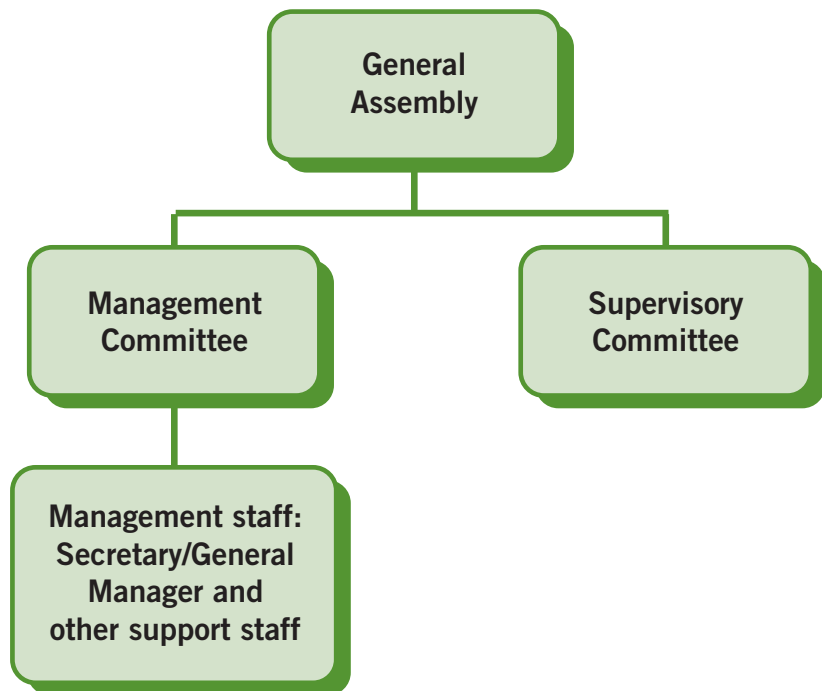 General
Assembly
Management
Committee
Supervisory
Committee
Management staff:
Secretary/General
Manager and
other support staff